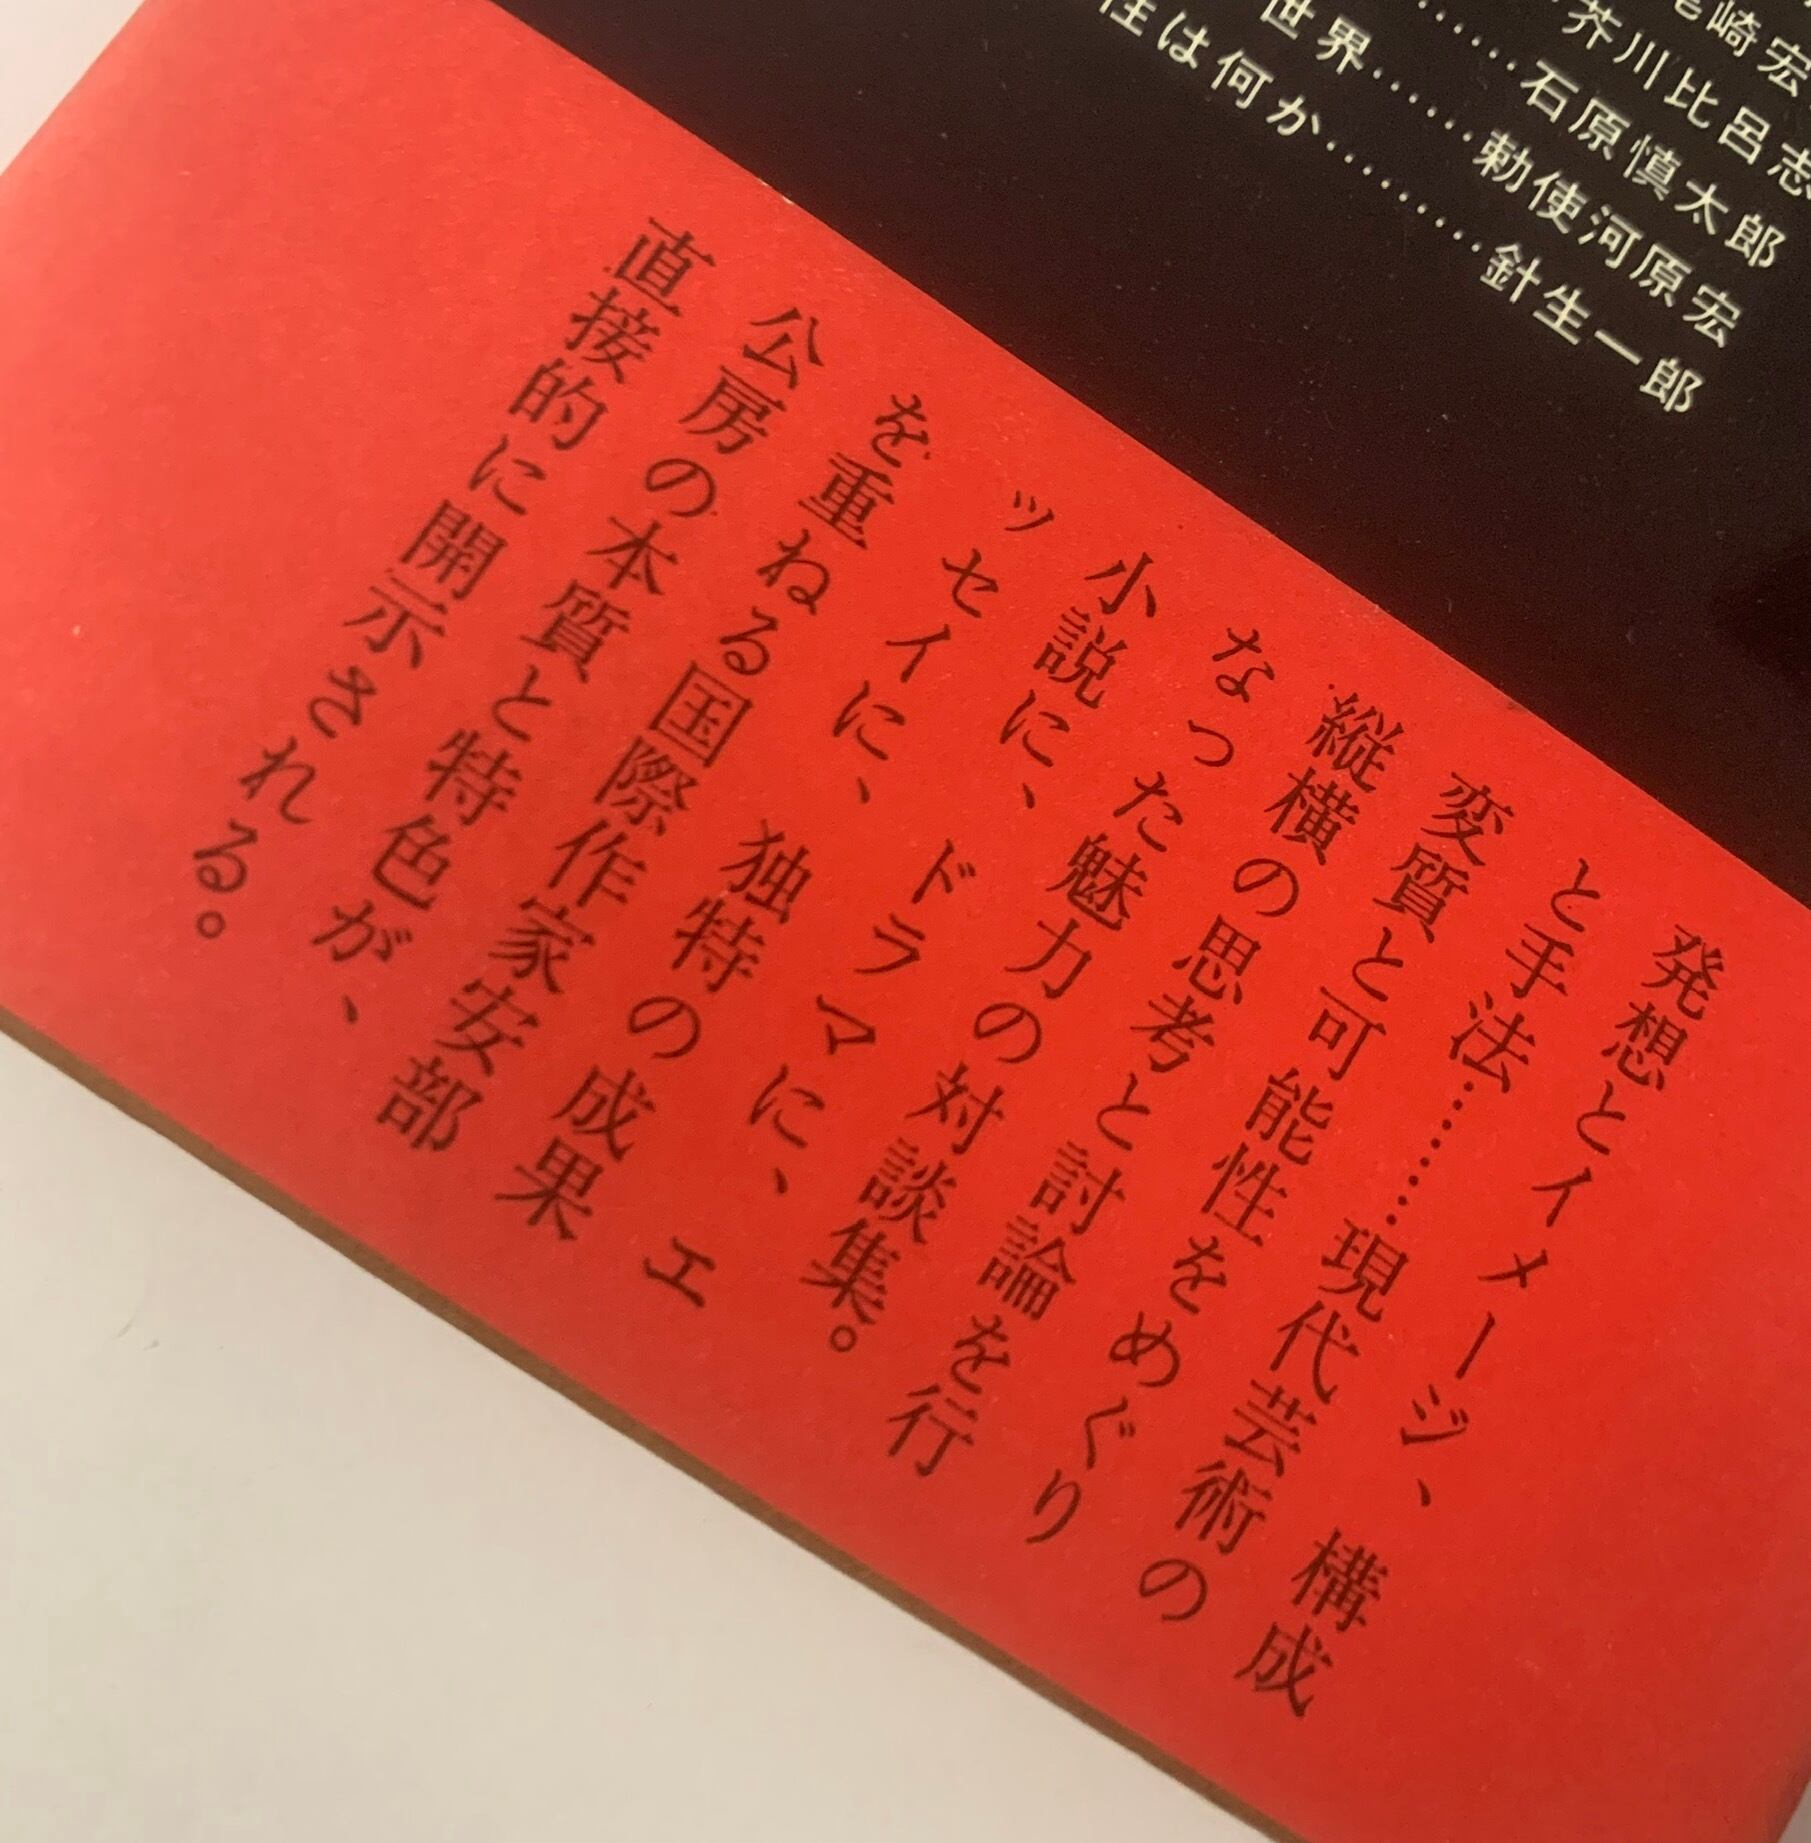 崎宏
芥川比呂志
……石原慎太郎
世界……勅使河原宏
性は何か………針生一郎
発想とイメージ、構成
と手法………現代芸術の
変質と可能性をめぐり
縦横の思考と討論を行
なった魅力の対談集。
小説に、ドラマに、エ
ッセイに、独特の成果
を重ねる国際作家安部
公房の本質と特色が、
直接的に開示される。